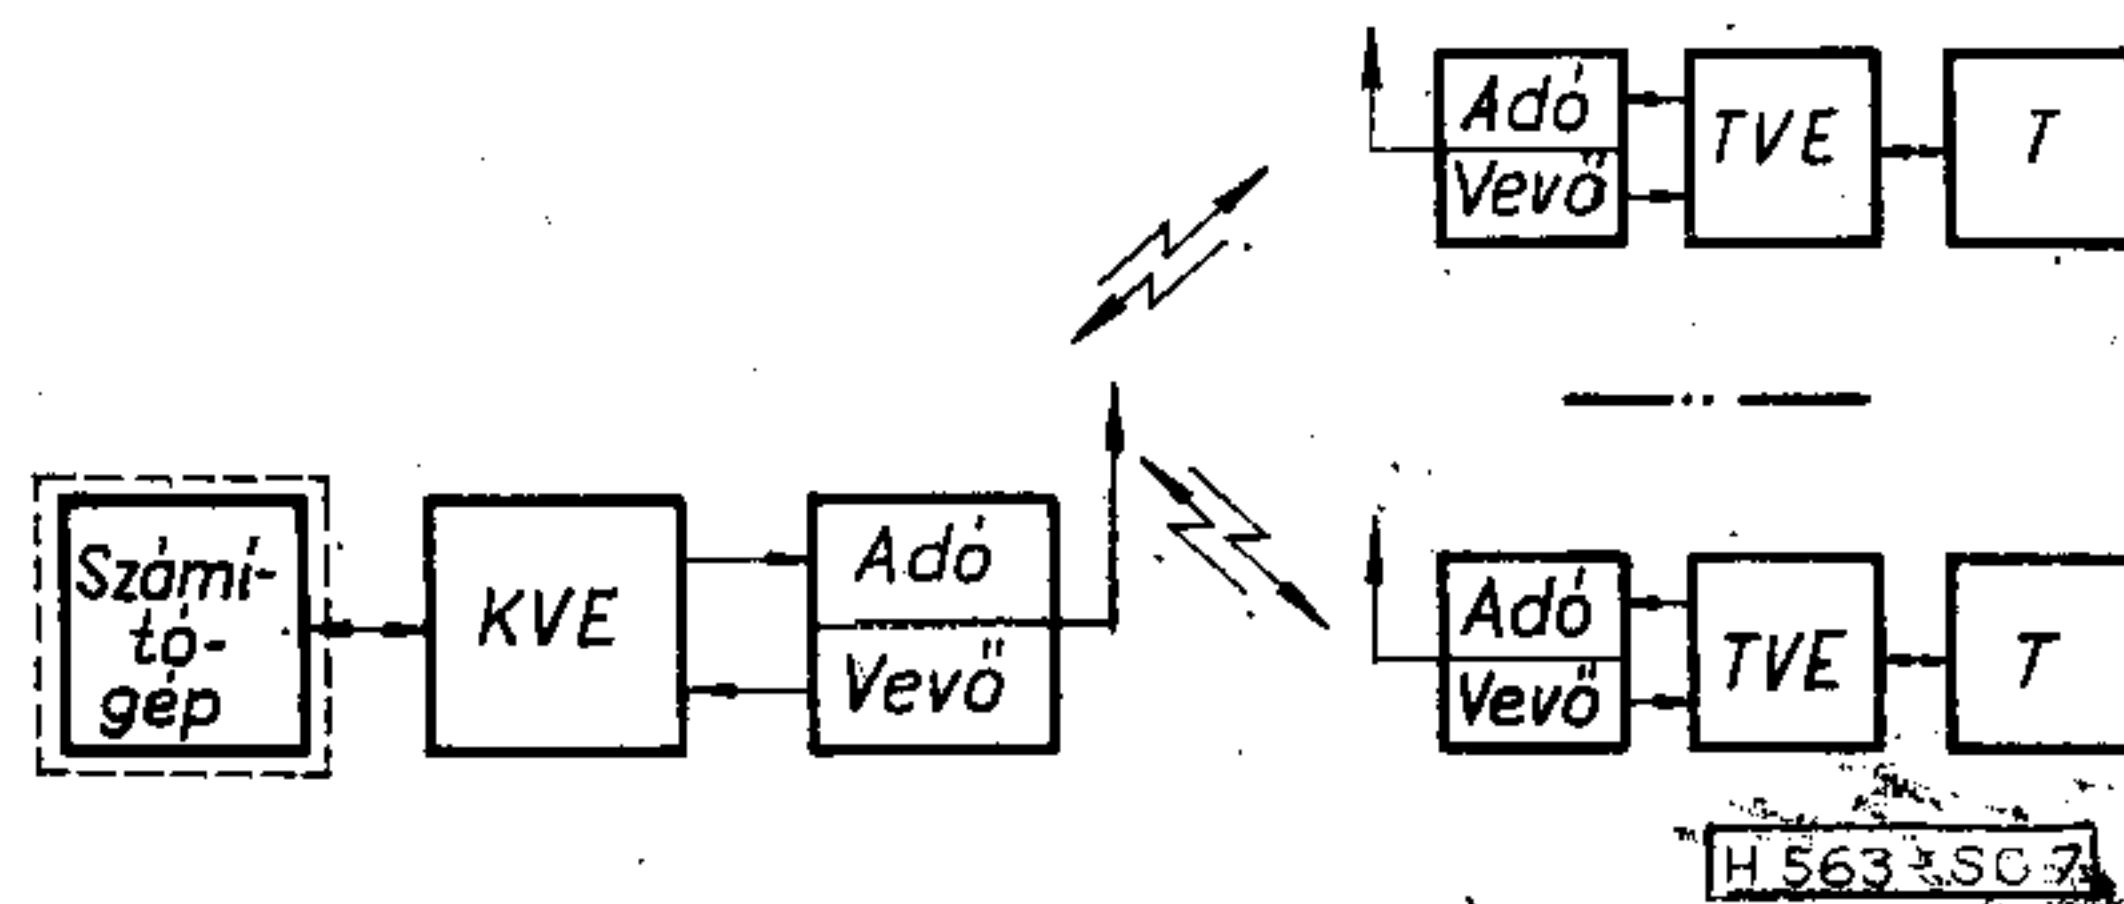 Adó
Vevő
TVE
T
Számí-
tó-
gép
KVE
Adó
Vevő
Adó
Vevő
TVE
T
H 563